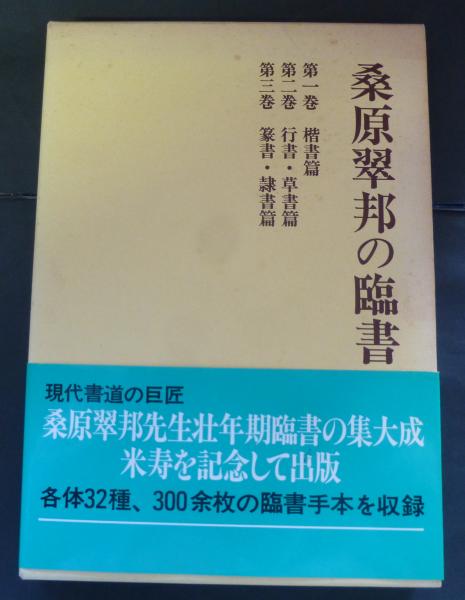 桑原翠邦の臨書
第一巻 楷書篇
第二巻 行書・草書篇
第三巻 篆書・隷書篇
現代書道の巨匠
桑原翠邦先生壮年期臨書の集大成
米寿を記念して出版
各体32種、300余枚の臨書手本を収録